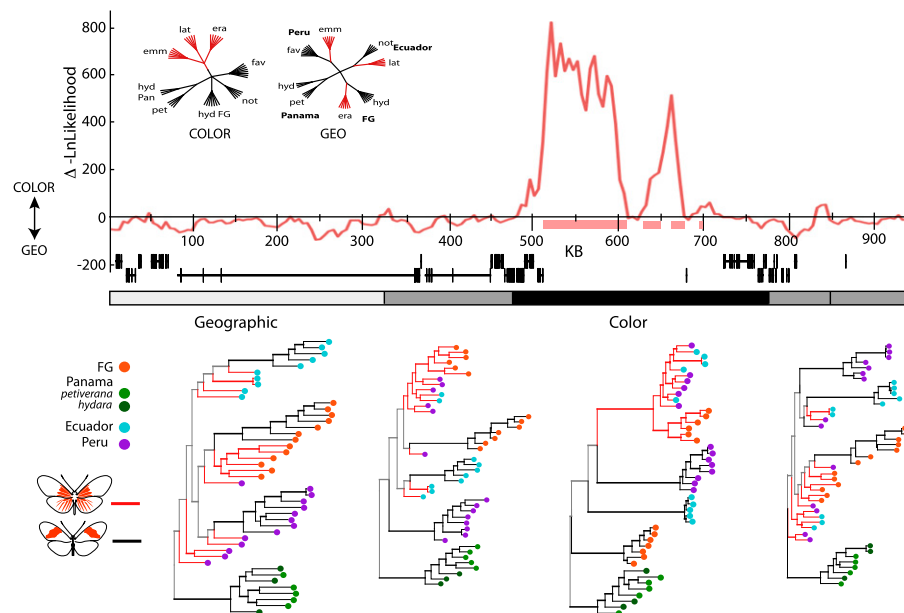 800
600
400
200
0
-200
Δ -LnLikelihood
COLOR
GEO
lat
era
emm
fav
hyd
Pan
pet
hyd FG
not
COLOR
Peru
emm
fav
not
Ecuador
lat
hyd
pet
hyd
Panama
era
FG
GEO
100
200
300
400
500
600
700
800
900
KB
Geographic
Color
FG
Panama
petiverana
hydara
Ecuador
Peru